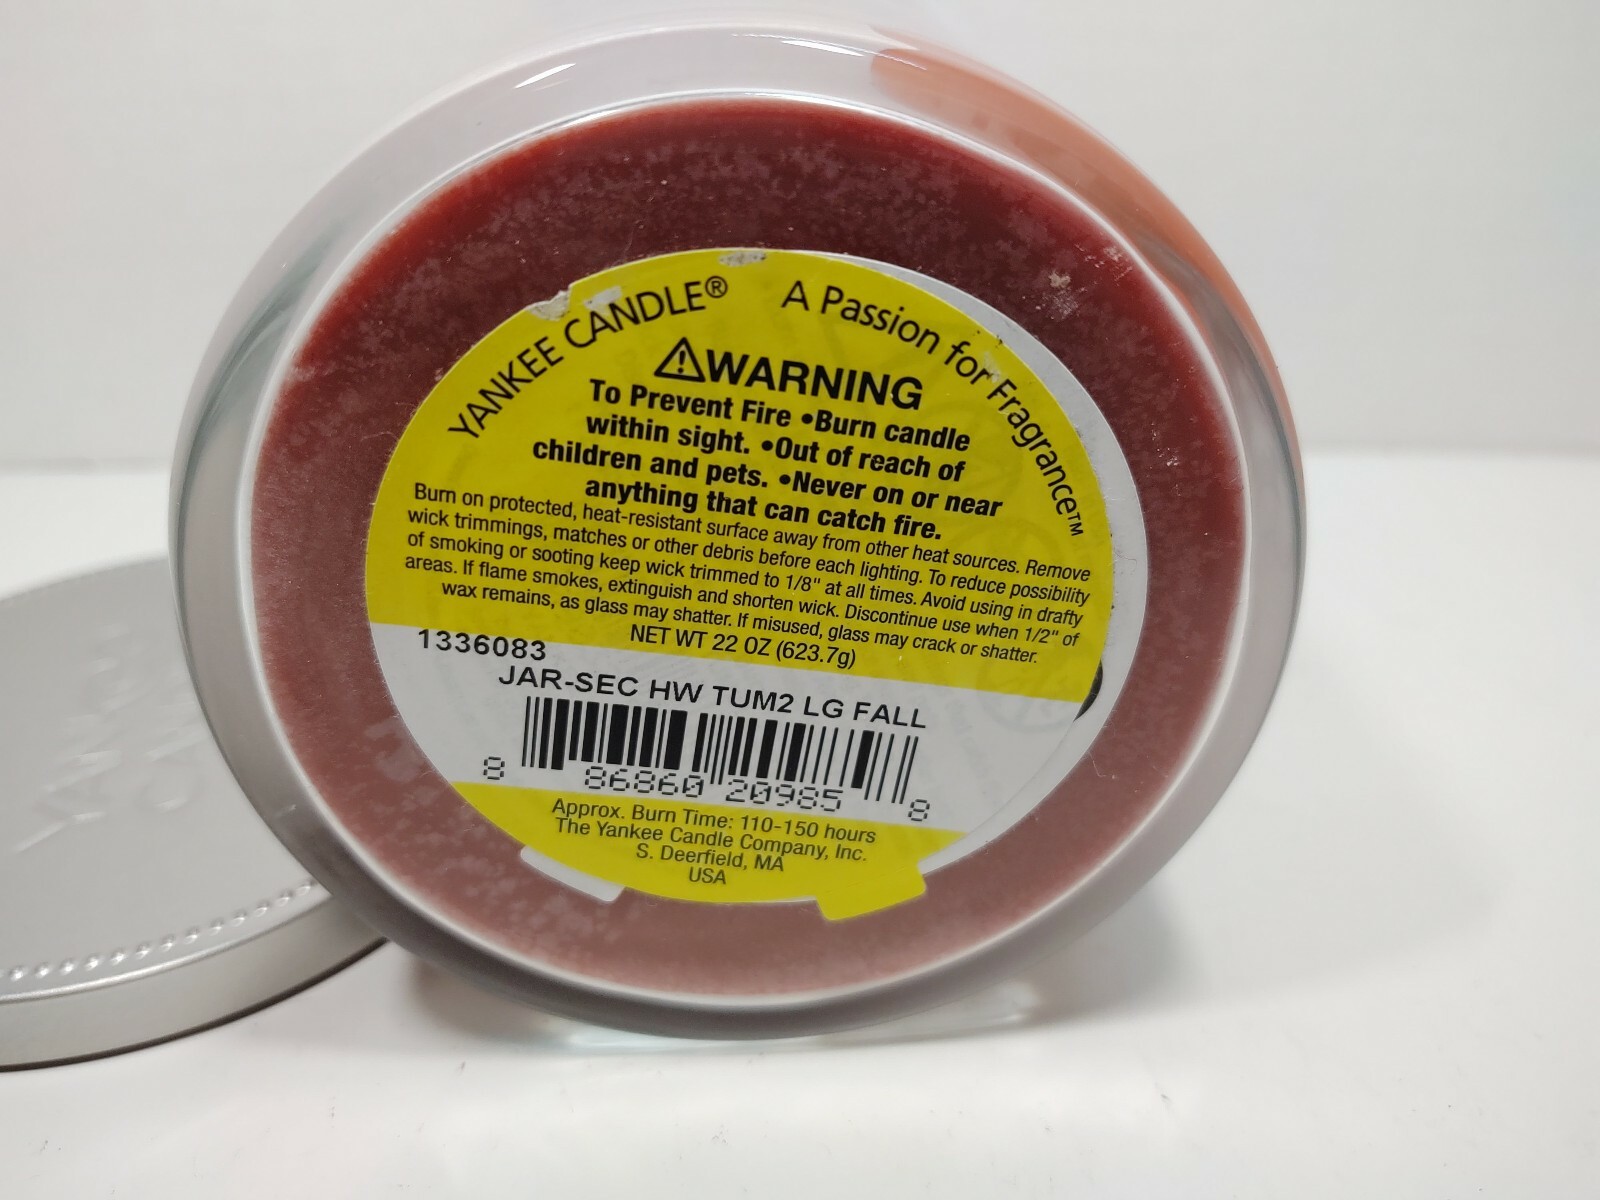 YANKEE CANDLE® A Passion for Fragrance™
⚠WARNING
To Prevent Fire •Burn candle
within sight. •Out of reach of
children and pets. •Never on or near
anything that can catch fire.
Burn on protected, heat-resistant surface away from other heat sources. Remove
wick trimmings, matches or other debris before each lighting. To reduce possibility
of smoking or sooting keep wick trimmed to 1/8" at all times. Avoid using in drafty
areas. If flame smokes, extinguish and shorten wick. Discontinue use when 1/2" of
wax remains, as glass may shatter. If misused, glass may crack or shatter.
NET WT 22 OZ (623.7g)
1336083
JAR-SEC HW TUM2 LG FALL
8 86860 20985 8
Approx. Burn Time: 110-150 hours
The Yankee Candle Company, Inc.
S. Deerfield, MA
USA